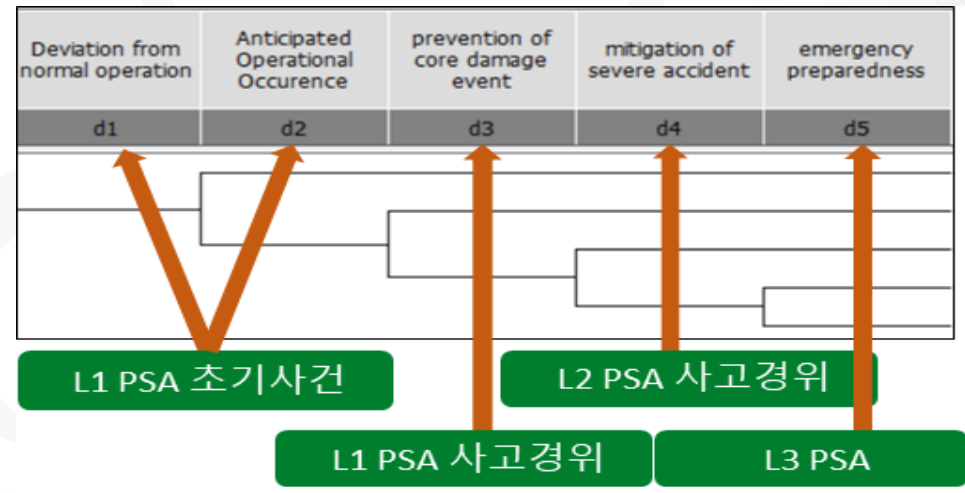 Deviation from
normal operation
Anticipated
Operational
Occurence
prevention of
core damage
event
mitigation of
severe accident
emergency
preparedness
d1
d2
d3
d4
d5
L1 PSA 초기사건
L2 PSA 사고경위
L1 PSA 사고경위
L3 PSA